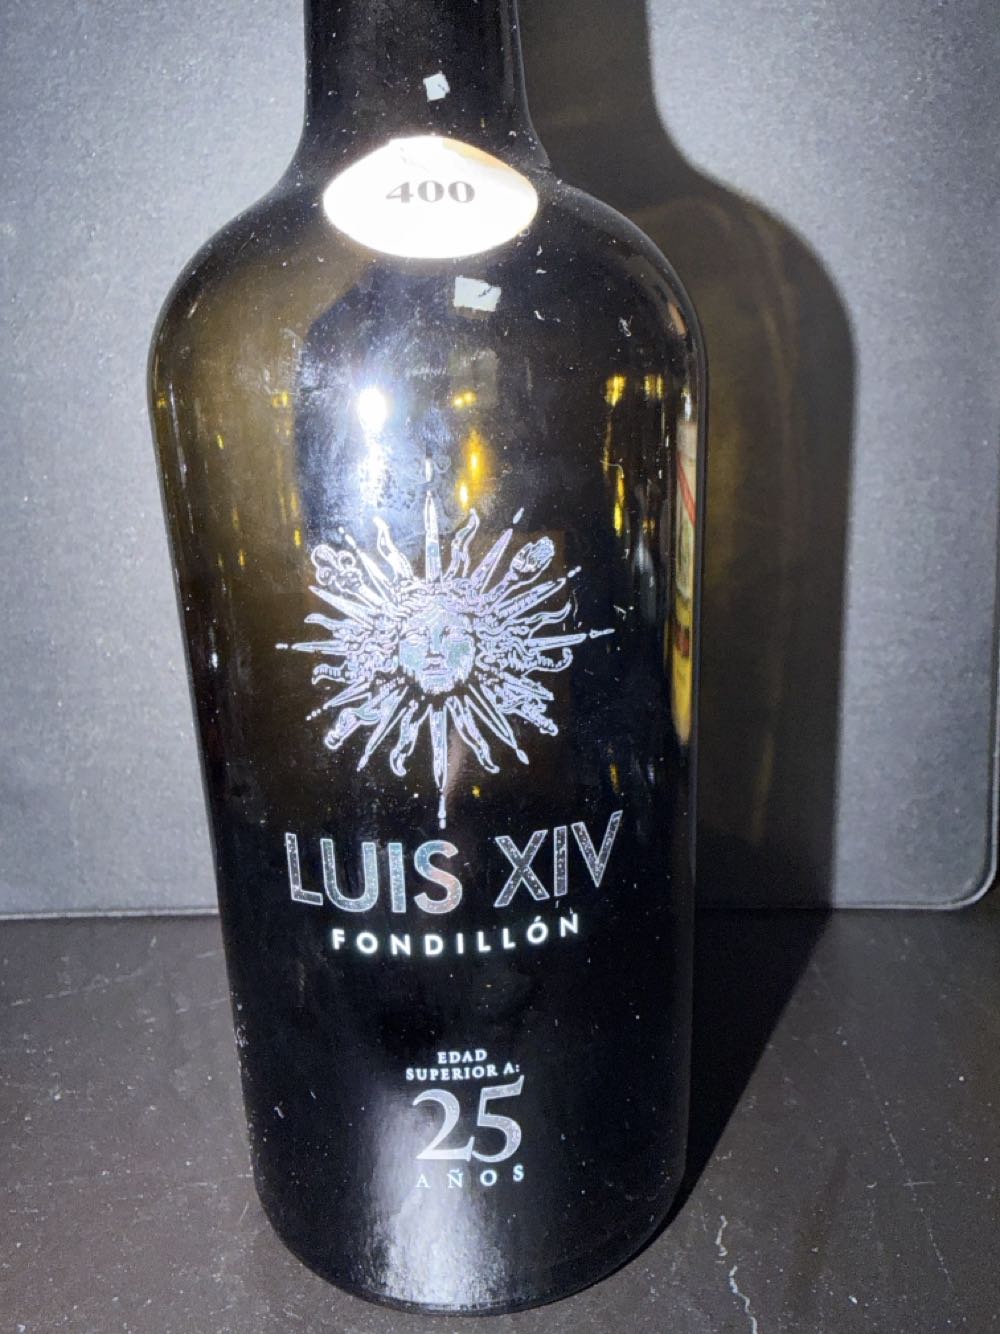 400
LUIS XIV
FONDILLÓN
EDAD
SUPERIOR A:
25
AÑOS